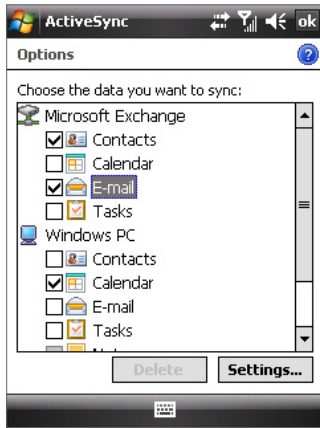 ActiveSync
ok
Options
?
Choose the data you want to sync:
Microsoft Exchange
Contacts
Calendar
E-mail
Tasks
Windows PC
Contacts
Calendar
E-mail
Tasks
Delete
Settings...